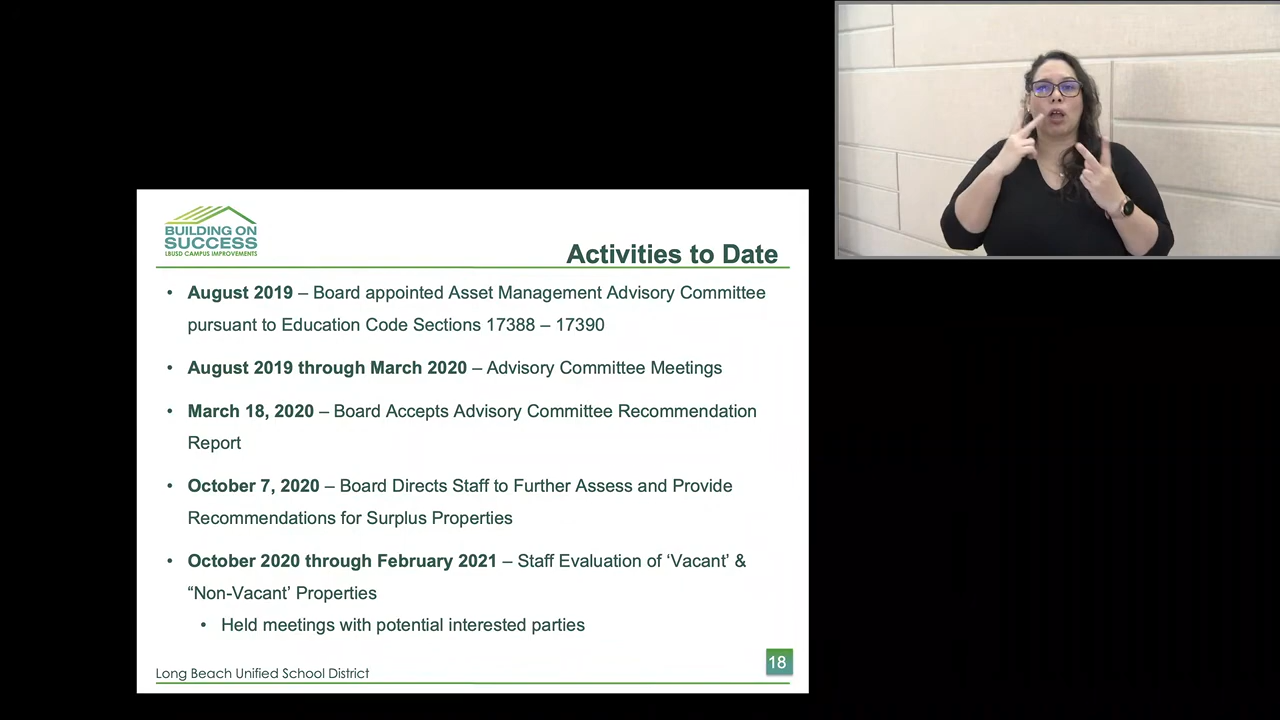 BUILDING ON
SUCCESS
LBUSD CAMPUS IMPROVEMENTS
Activities to Date
• August 2019 – Board appointed Asset Management Advisory Committee
pursuant to Education Code Sections 17388 – 17390
• August 2019 through March 2020 – Advisory Committee Meetings
• March 18, 2020 – Board Accepts Advisory Committee Recommendation
Report
• October 7, 2020 – Board Directs Staff to Further Assess and Provide
Recommendations for Surplus Properties
• October 2020 through February 2021 – Staff Evaluation of ‘Vacant’ &
“Non-Vacant’ Properties
• Held meetings with potential interested parties
18
Long Beach Unified School District